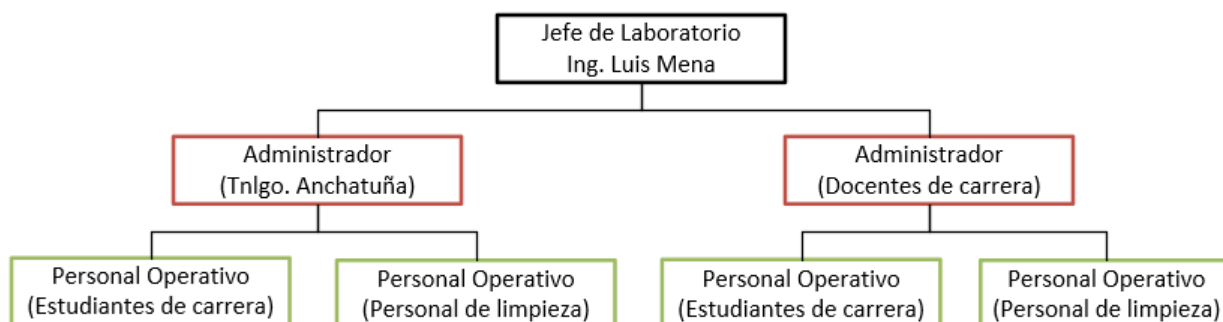 Jefe de Laboratorio
Ing. Luis Mena
Administrador
(Tnlgo. Anchatuña)
Administrador
(Docentes de carrera)
Personal Operativo
(Estudiantes de carrera)
Personal Operativo
(Personal de limpieza)
Personal Operativo
(Estudiantes de carrera)
Personal Operativo
(Personal de limpieza)